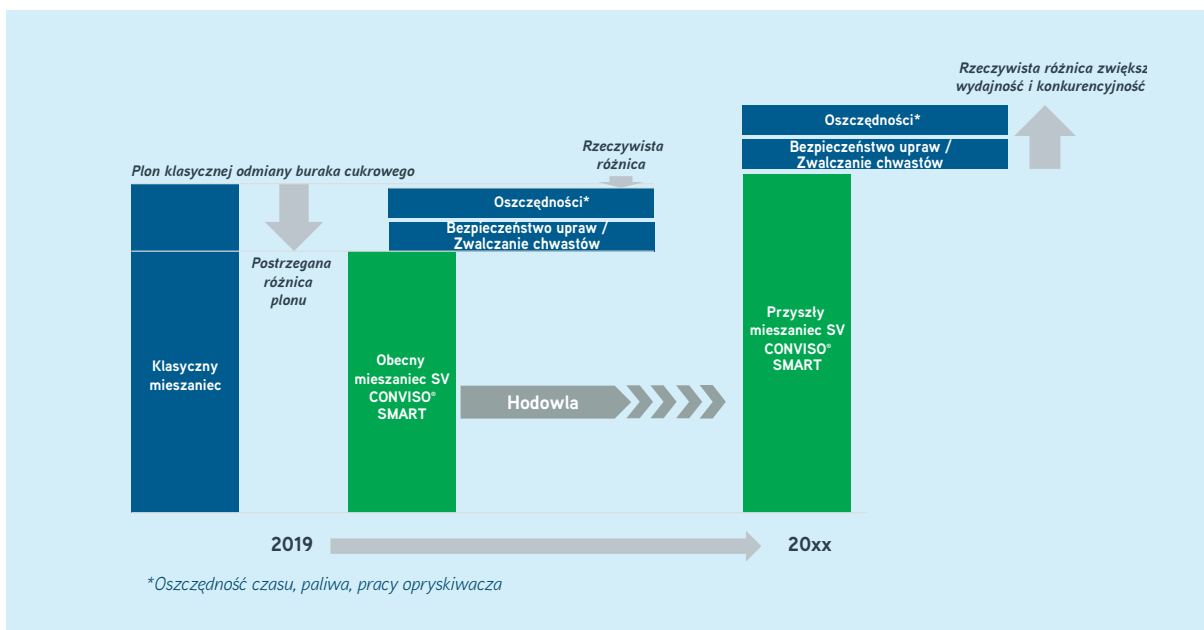 Rzeczywista różnica zwiększ
wydajność i konkurencyjność
Oszczędności*
Bezpieczeństwo upraw /
Zwalczanie chwastów
Rzeczywista
różnica
Plon klasycznej odmiany buraka cukrowego
Oszczędności*
Bezpieczeństwo upraw /
Zwalczanie chwastów
Postrzegana
różnica
plonu
Klasyczny
mieszaniec
Obecny
mieszaniec SV
CONVISO®
SMART
Hodowla
Przyszły
mieszaniec SV
CONVISO®
SMART
2019
20xx
*Oszczędność czasu, paliwa, pracy opryskiwacza